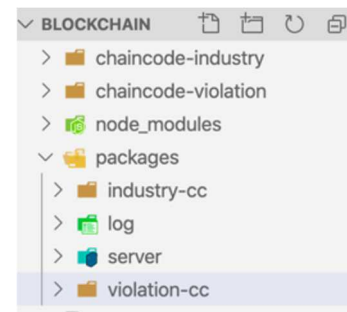 BLOCKCHAIN
chaincode-industry
chaincode-violation
node_modules
packages
industry-cc
log
server
violation-cc